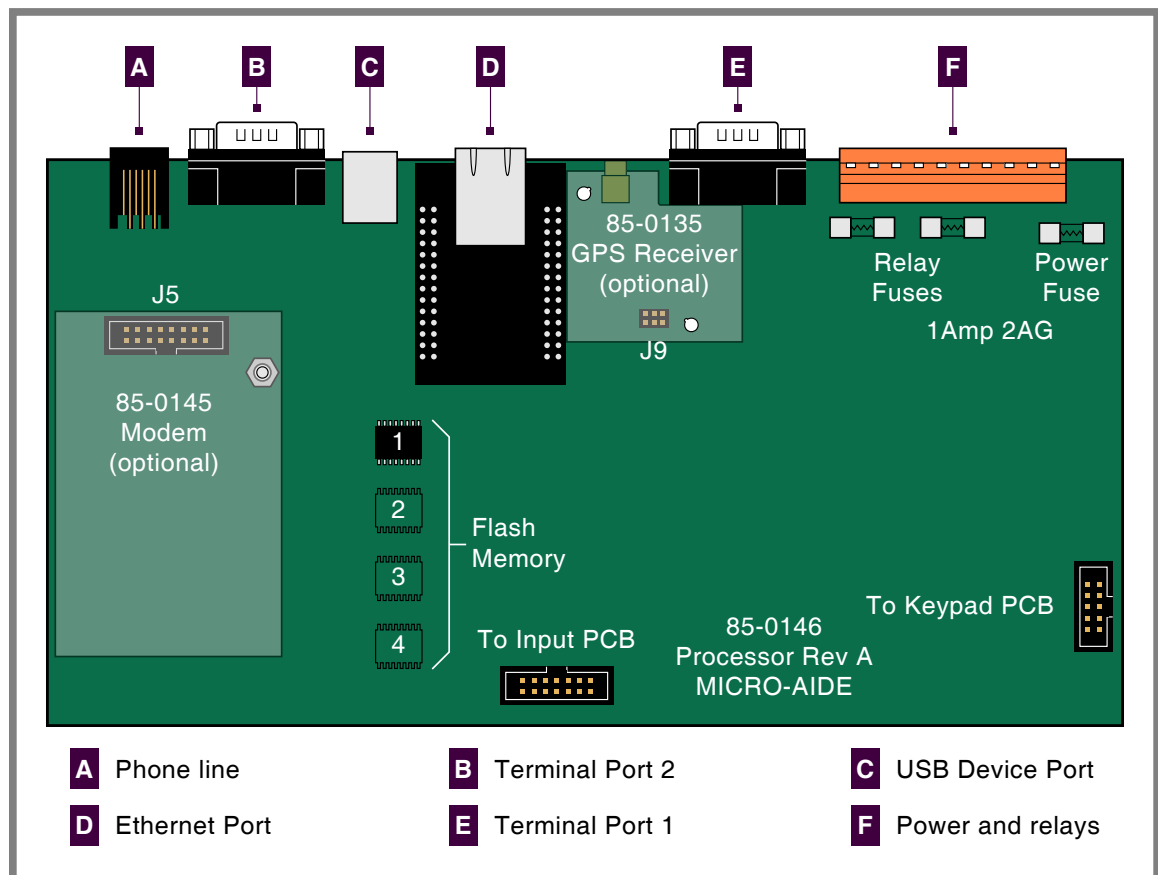 A B C D E F
85-0135
GPS Receiver
(optional)
J9
Relay
Fuses
Power
Fuse
1Amp 2AG
J5
85-0145
Modem
(optional)
1
2
3
4
Flash
Memory
To Input PCB
85-0146
Processor Rev A
MICRO-AIDE
To Keypad PCB
A Phone line
B Terminal Port 2
C USB Device Port
D Ethernet Port
E Terminal Port 1
F Power and relays